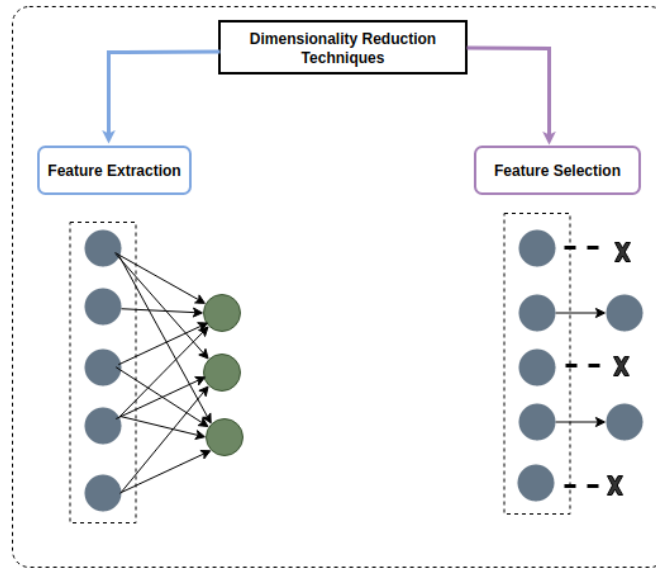 Dimensionality Reduction
Techniques
Feature Extraction
Feature Selection
X
X
X